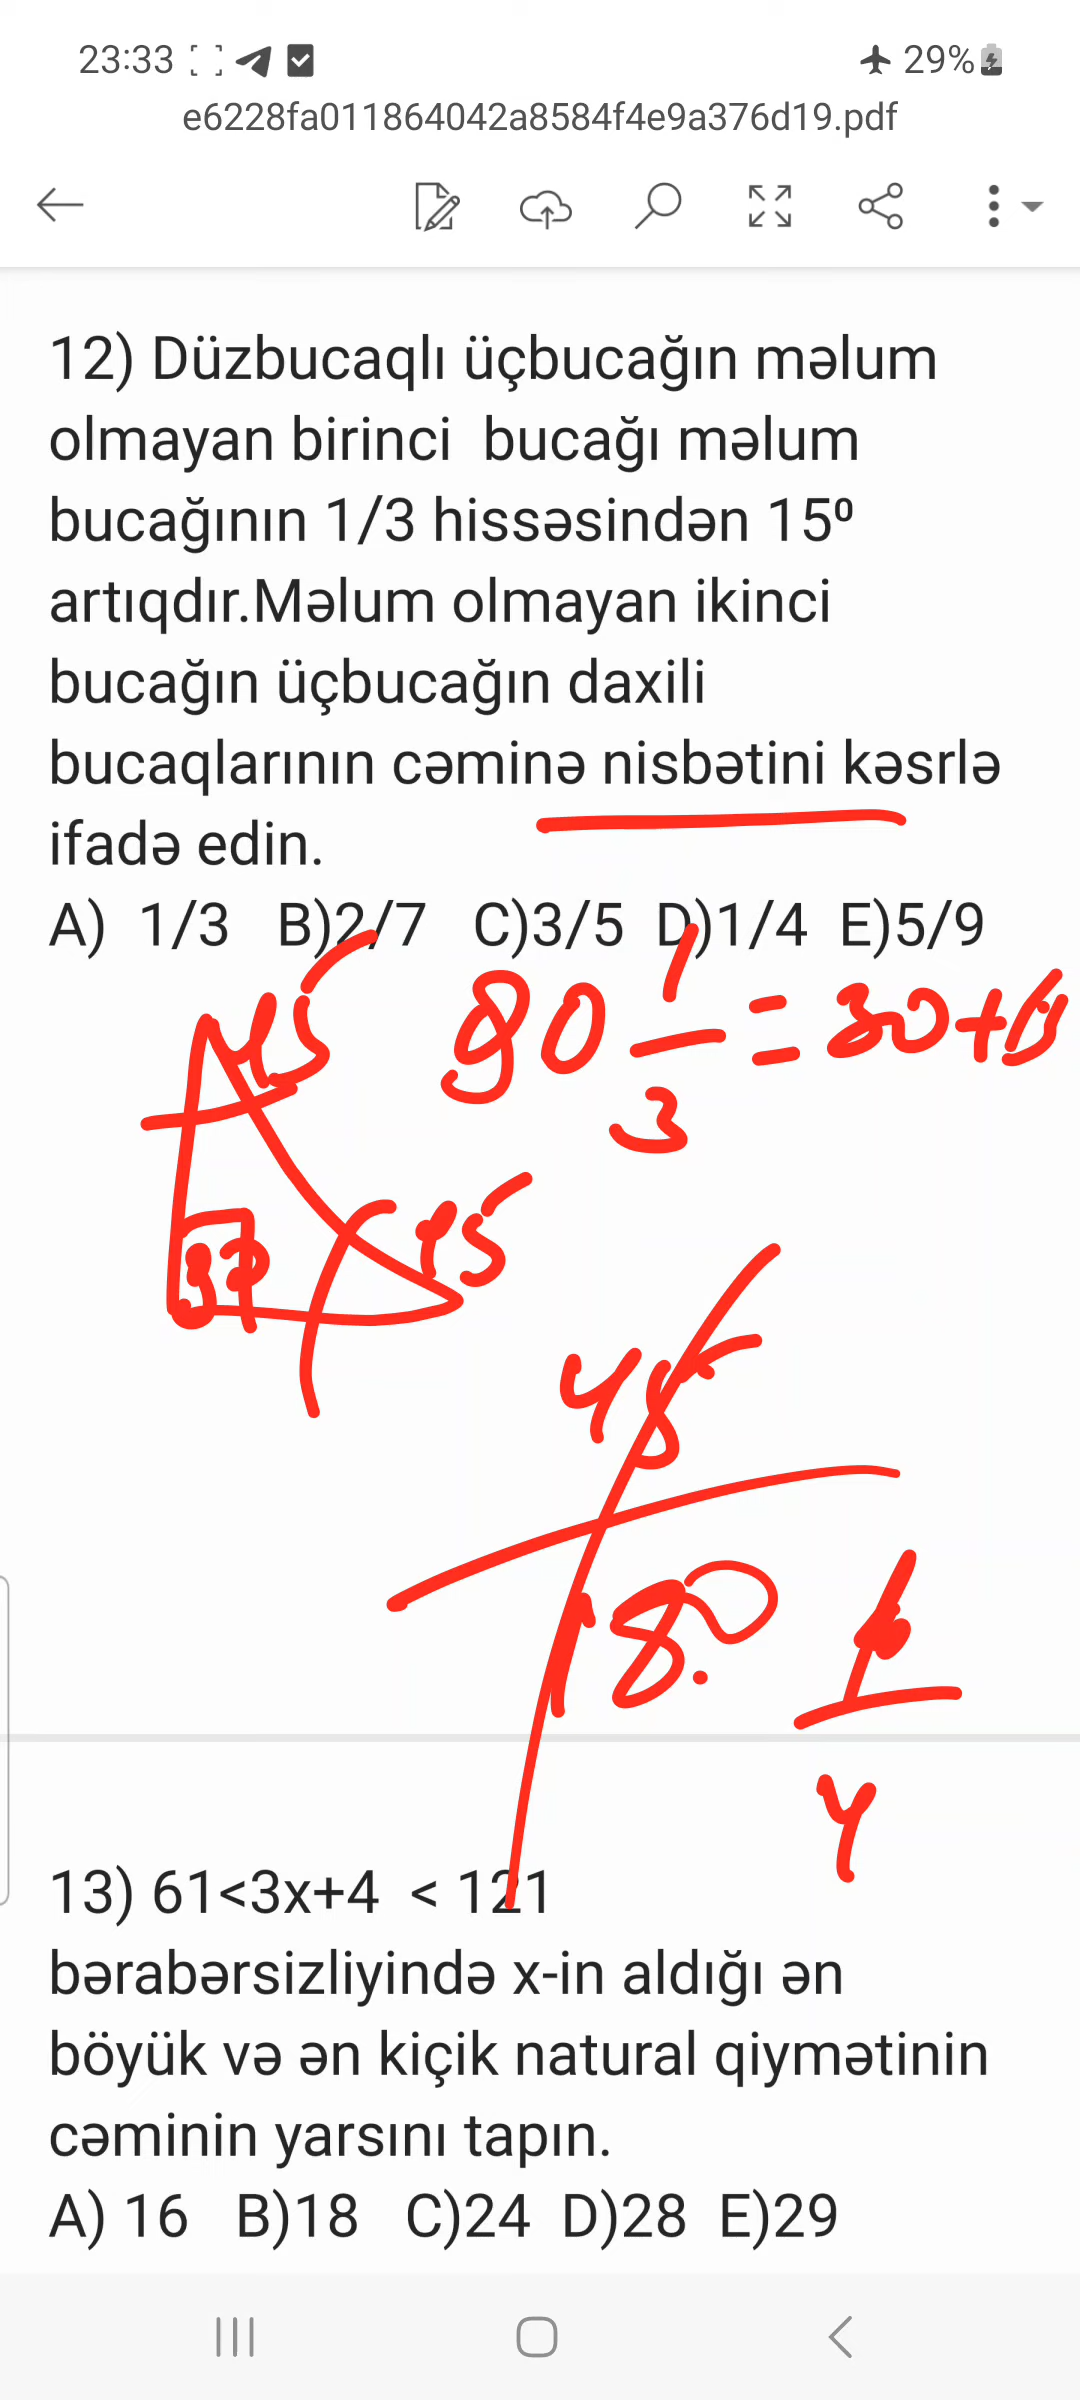 23:33
29%
e6228fa011864042a8584f4e9a376d19.pdf
12) Düzbucaqlı üçbucağın məlum
olmayan birinci bucağı məlum
bucağının 1/3 hissəsindən 15⁰
artıqdır.Məlum olmayan ikinci
bucağın üçbucağın daxili
bucaqlarının cəminə nisbətini kəsrlə
ifadə edin.
A) 1/3 B)2/7 C)3/5 D)1/4 E)5/9
45
90 1/3 = 30+15
45
45
180
1
4
13) 61<3x+4 < 121
bərabərsizliyində x-in aldığı ən
böyük və ən kiçik natural qiymətinin
cəminin yarsını tapın.
A) 16 B)18 C)24 D)28 E)29